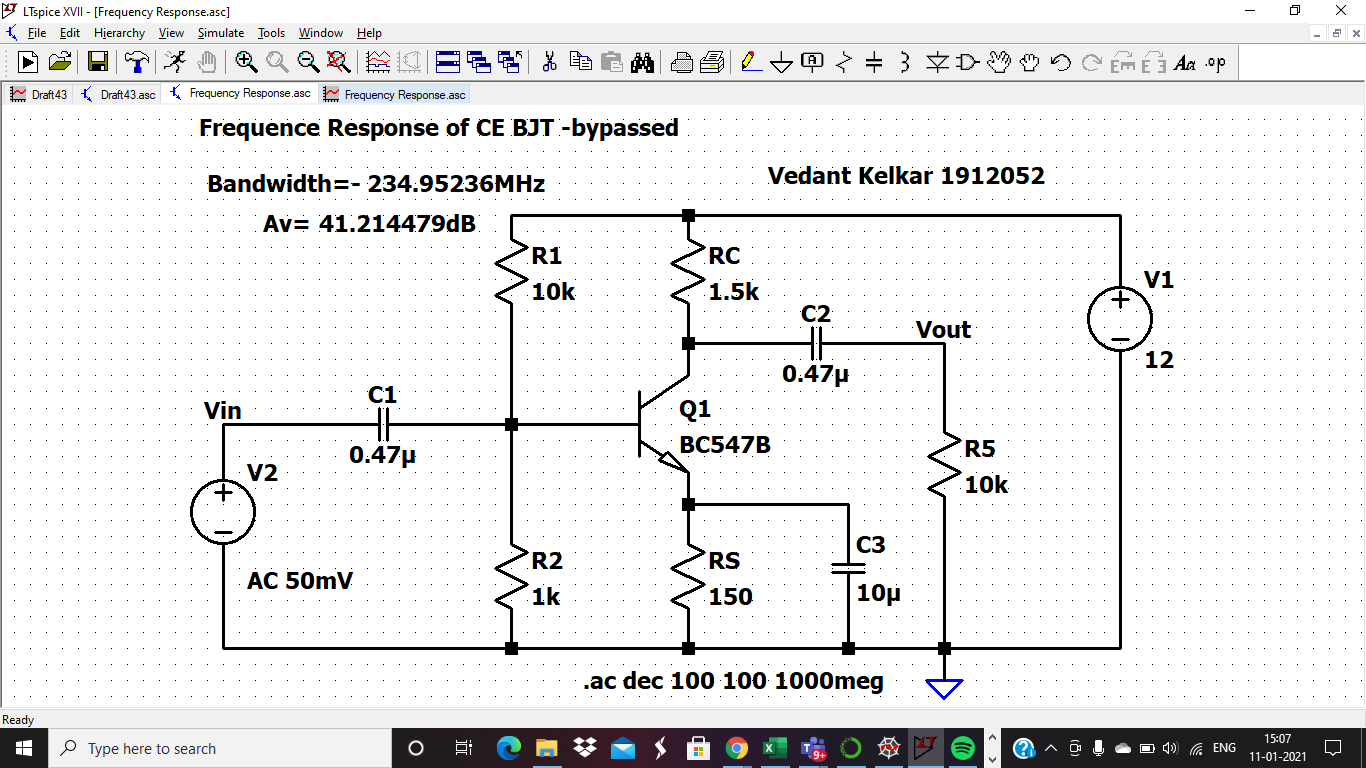 LTspice XVII - [Frequency Response.asc]
File Edit Hierarchy View Simulate Tools Window Help
.op
Draft43 Draft43.asc Frequency Response.asc Frequency Response.asc
Frequence Response of CE BJT -bypassed
Bandwidth=- 234.95236MHz
Vedant Kelkar 1912052
Av= 41.214479dB
R1
10k
RC
1.5k
V1
12
C2
0.47µ
Vout
C1
0.47µ
Vin
Q1
BC547B
V2
AC 50mV
R5
10k
R2
1k
RS
150
C3
10µ
.ac dec 100 100 1000meg
Ready
Type here to search
9+
ENG
15:07
11-01-2021